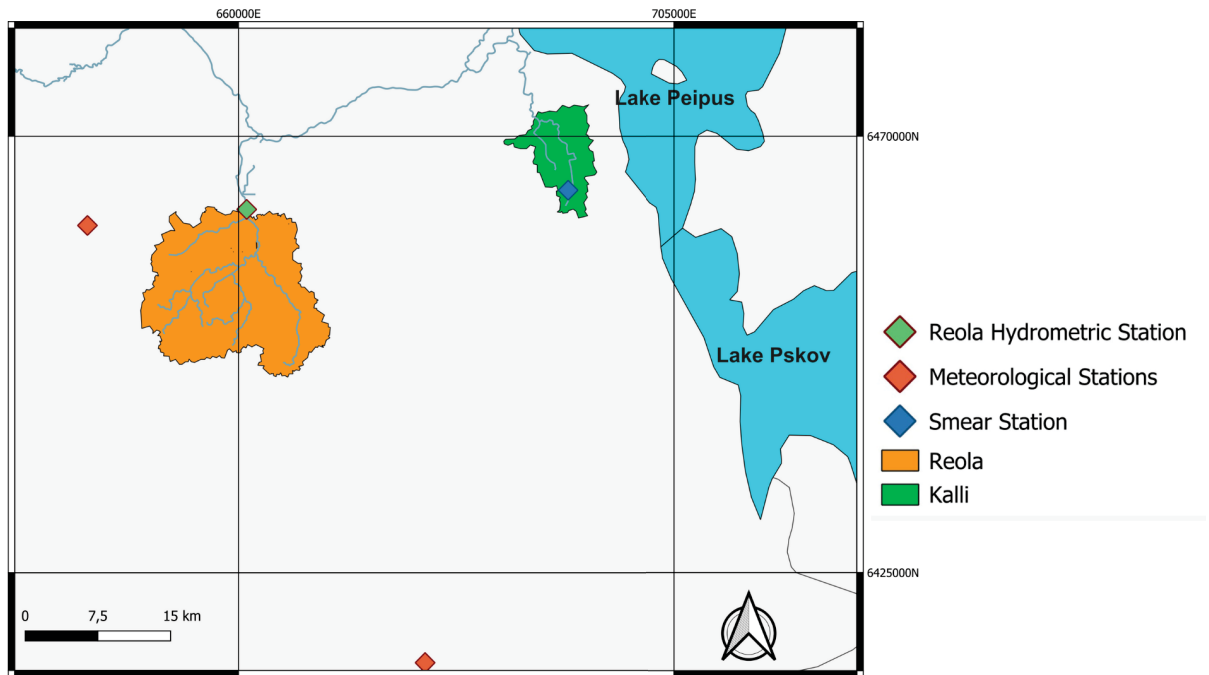 660000E
705000E
Lake Peipus
6470000N
Lake Pskov
Reola Hydrometric Station
Meteorological Stations
Smear Station
Reola
Kalli
6425000N
0 7,5 15 km